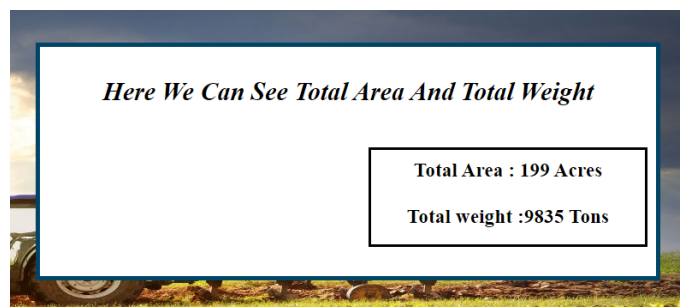 Here We Can See Total Area And Total Weight
Total Area : 199 Acres
Total weight :9835 Tons